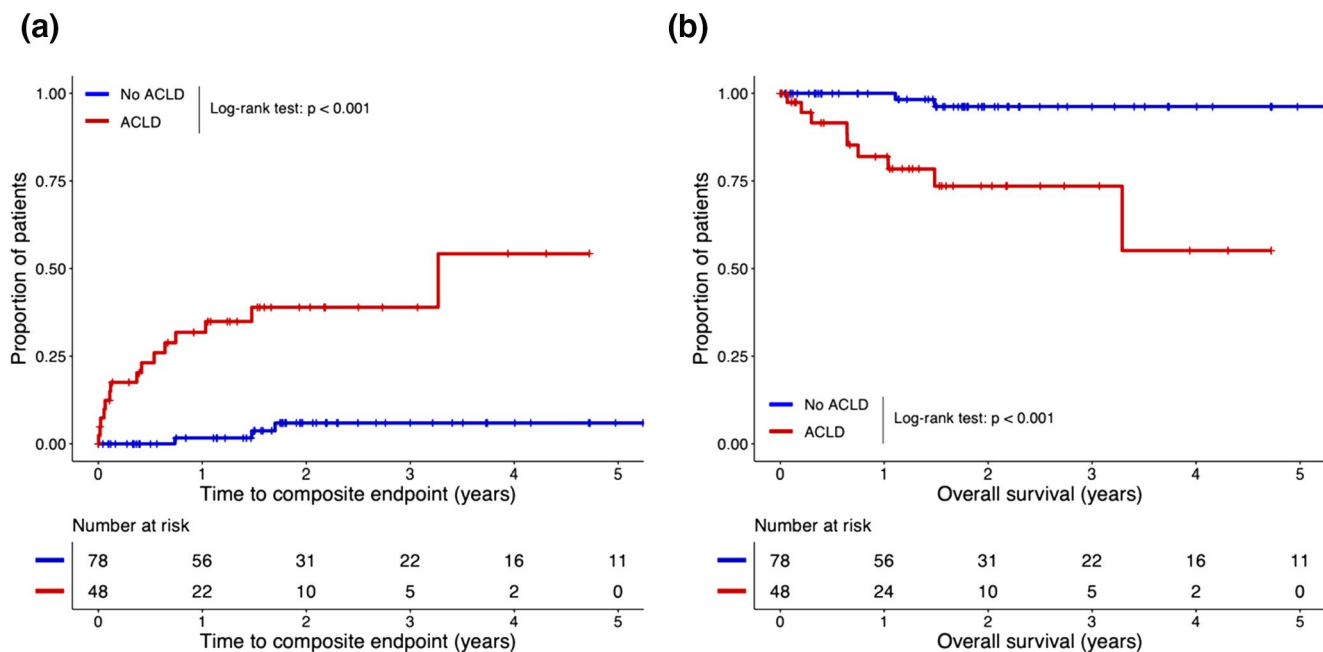 (a)
No ACLD
ACLD
Log-rank test: p < 0.001
1.00
0.75
0.50
0.25
0.00
Proportion of patients
0 1 2 3 4 5
Time to composite endpoint (years)
Number at risk
78 56 31 22 16 11
48 22 10 5 2 0
0 1 2 3 4 5
Time to composite endpoint (years)
(b)
1.00
0.75
0.50
0.25
0.00
Proportion of patients
No ACLD
ACLD
Log-rank test: p < 0.001
0 1 2 3 4 5
Overall survival (years)
Number at risk
78 56 31 22 16 11
48 24 10 5 2 0
0 1 2 3 4 5
Overall survival (years)